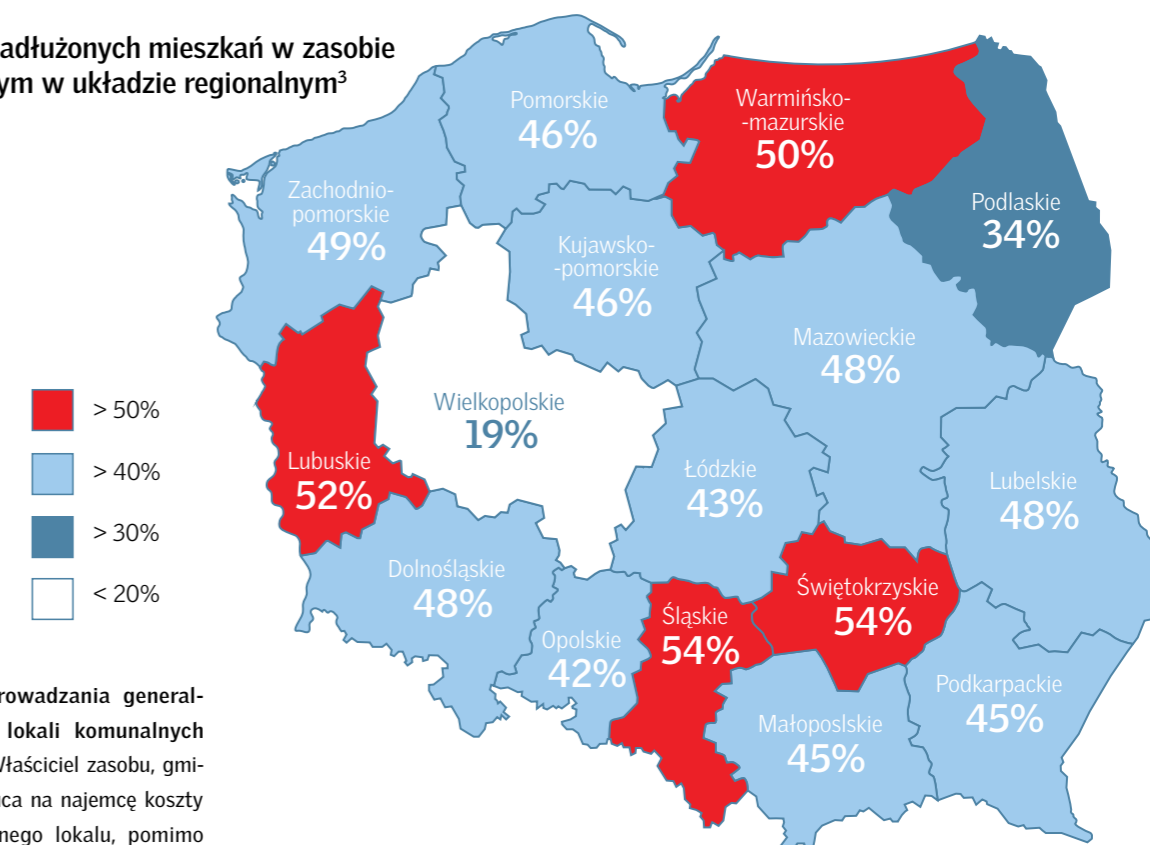 adłużonych mieszkań w zasobie
ym w układzie regionalnym³
Pomorskie
46%
Warmińsko-
-mazurskie
50%
Podlaskie
34%
Zachodnio-
pomorskie
49%
Kujawsko-
-pomorskie
46%
Mazowieckie
48%
Wielkopolskie
19%
> 50%
> 40%
> 30%
< 20%
Lubuskie
52%
Łódzkie
43%
Lubelskie
48%
Dolnośląskie
48%
Opolskie
42%
Śląskie
54%
Świętokrzyskie
54%
Małoposlskie
45%
Podkarpackie
45%
rowadzania general-
lokali komunalnych
Właściciel zasobu, gmi-
ca na najemcę koszty
nego lokalu, pomimo